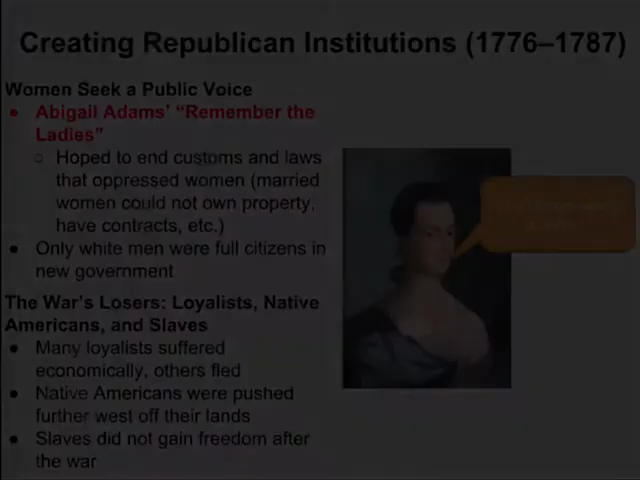 Creating Republican Institutions (1776–1787)
Women Seek a Public Voice
● Abigail Adams' “Remember the
Ladies”
○ Hoped to end customs and laws
that oppressed women (married
women could not own property,
have contracts, etc.)
● Only white men were full citizens in
new government
The War's Losers: Loyalists, Native
Americans, and Slaves
● Many loyalists suffered
economically, others fled
● Native Americans were pushed
further west off their lands
● Slaves did not gain freedom after
the war